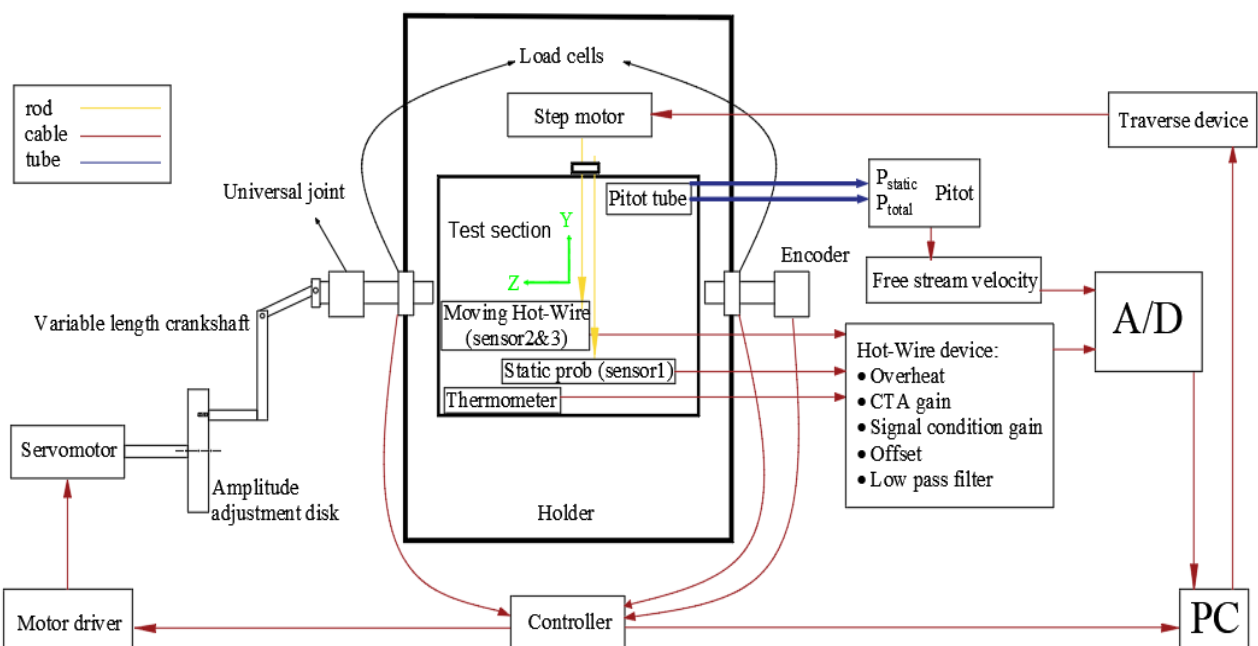 Load cells
rod
cable
tube
Step motor
Traverse device
Universal joint
Pitot tube
P_static
P_total
Pitot
Test section
Y
Z
Encoder
Free stream velocity
A/D
Variable length crankshaft
Moving Hot-Wire
(sensor2&3)
Static prob (sensor1)
Thermometer
Hot-Wire device:
• Overheat
• CTA gain
• Signal condition gain
• Offset
• Low pass filter
Servomotor
Amplitude
adjustment disk
Holder
Motor driver
Controller
PC